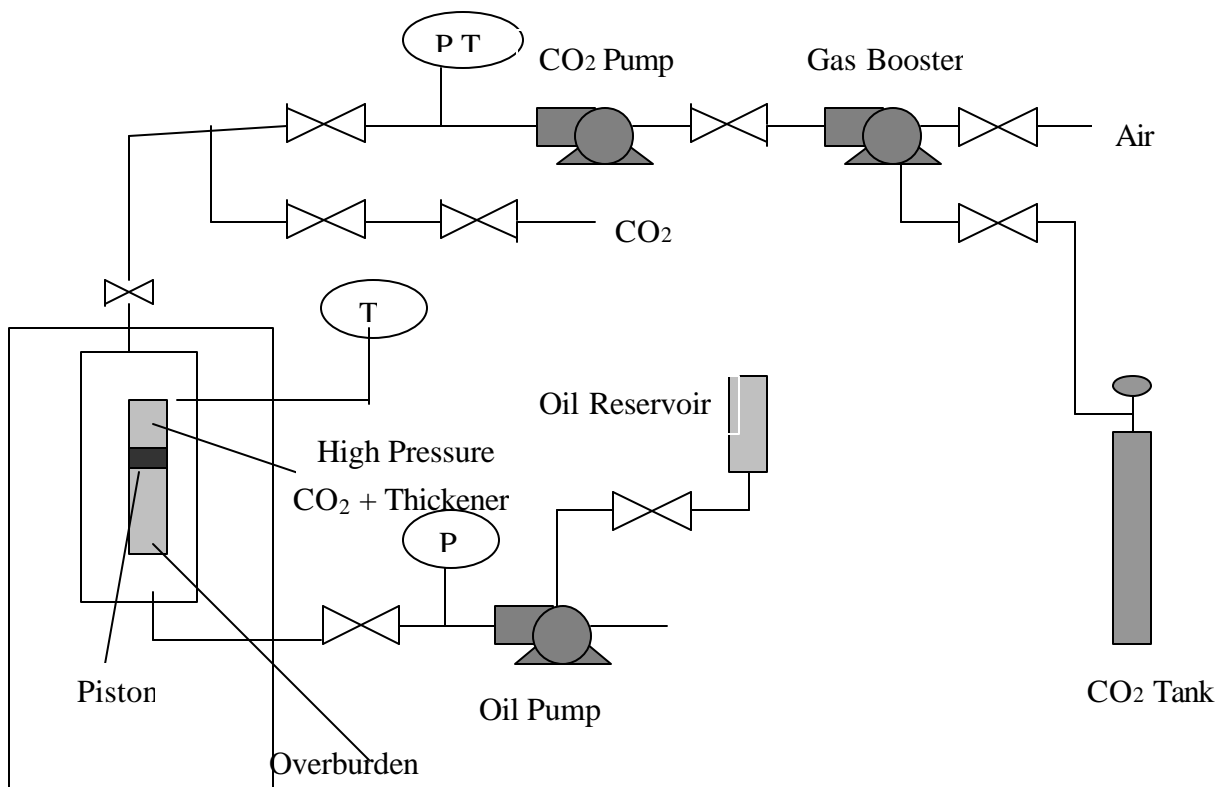 P T
CO₂ Pump
Gas Booster
Air
CO₂
T
Oil Reservoir
High Pressure
CO₂ + Thickener
P
Piston
Oil Pump
CO₂ Tank
Overburden